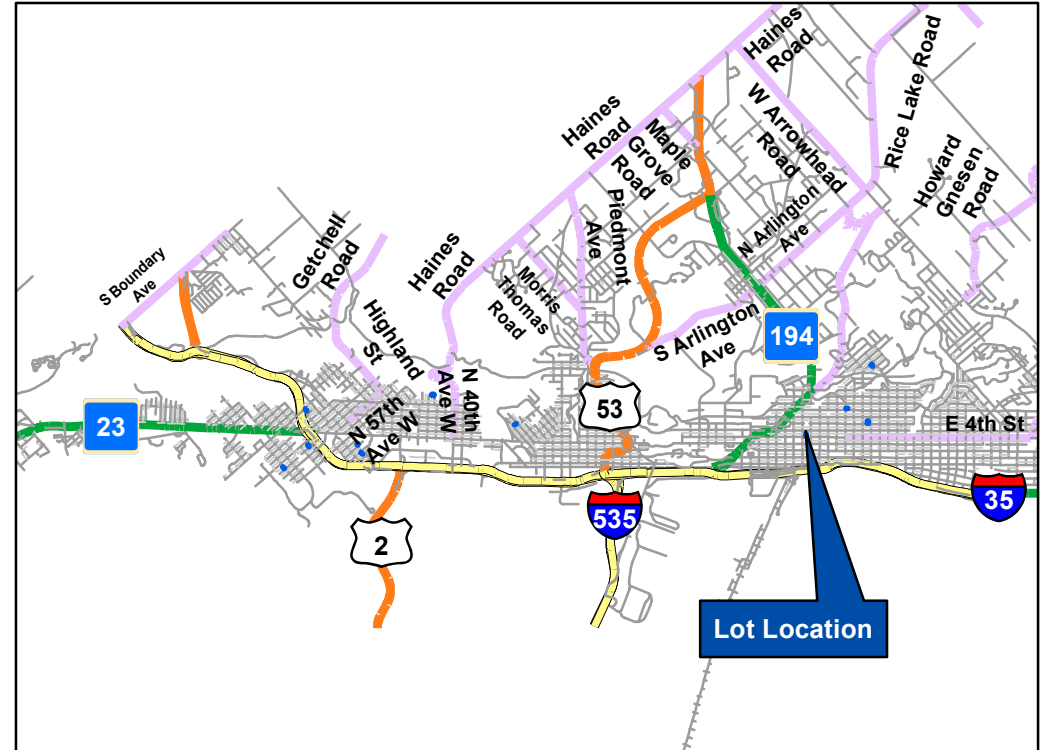 Haines
Road
Rice Lake Road
W Arrowhead
Road
Haines
Road
Maple
Grove
Road
Howard
Gnesen
Road
Piedmont
Ave
N Arlington
Ave
Getchell
Road
S Boundary
Ave
Haines
Road
Morris
Thomas
Road
Highland
St
S Arlington
Ave
194
N 40th
Ave W
53
23
N 57th
Ave W
E 4th St
35
535
2
Lot Location